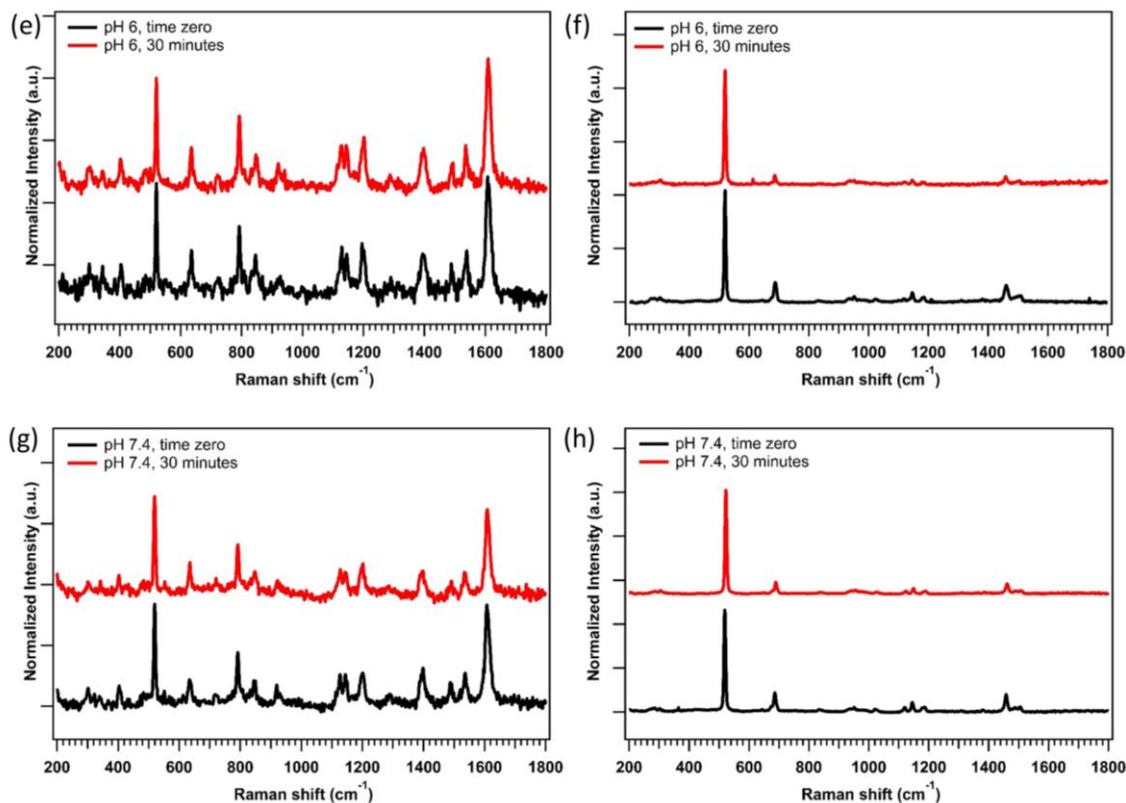 (e)
pH 6, time zero
pH 6, 30 minutes
Normalized Intensity (a.u.)
200 400 600 800 1000 1200 1400 1600 1800
Raman shift (cm⁻¹)
(f)
pH 6, time zero
pH 6, 30 minutes
Normalized Intensity (a.u.)
200 400 600 800 1000 1200 1400 1600 1800
Raman shift (cm⁻¹)
(g)
pH 7.4, time zero
pH 7.4, 30 minutes
Normalized Intensity (a.u.)
200 400 600 800 1000 1200 1400 1600 1800
Raman shift (cm⁻¹)
(h)
pH 7.4, time zero
pH 7.4, 30 minutes
Normalized Intensity (a.u.)
200 400 600 800 1000 1200 1400 1600 1800
Raman shift (cm⁻¹)